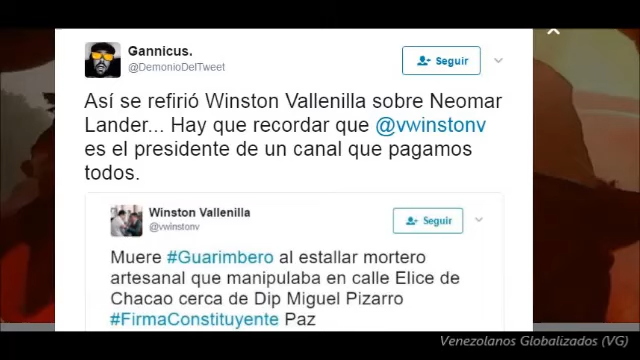 Gannicus.
@DemonioDelTweet
Seguir
Así se refirió Winston Vallenilla sobre Neomar
Lander... Hay que recordar que @vwinstonv
es el presidente de un canal que pagamos
todos.
Winston Vallenilla
@vwinstonv
Seguir
Muere #Guarimbero al estallar mortero
artesanal que manipulaba en calle Elice de
Chacao cerca de Dip Miguel Pizarro
#FirmaConstituyente Paz
Venezolanos Globalizados (VG)